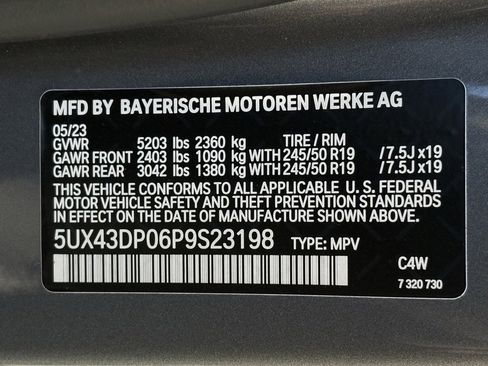 MFD BY BAYERISCHE MOTOREN WERKE AG
05/23
GVWR 5203 lbs 2360 kg TIRE / RIM
GAWR FRONT 2403 lbs 1090 kg WITH 245/50 R19 /7.5J x19
GAWR REAR 3042 lbs 1380 kg WITH 245/50 R19 /7.5J x19
THIS VEHICLE CONFORMS TO ALL APPLICABLE U.S. FEDERAL
MOTOR VEHICLE SAFETY AND THEFT PREVENTION STANDARDS
IN EFFECT ON THE DATE OF MANUFACTURE SHOWN ABOVE.
5UX43DP06P9S23198 TYPE: MPV
C4W
7 320 730